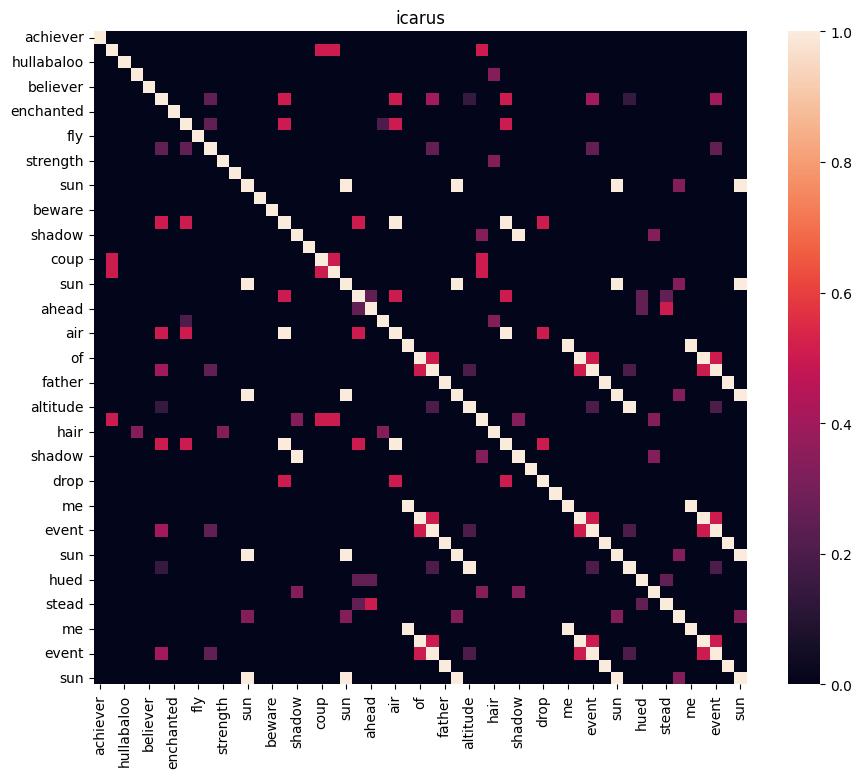 icarus
achiever
hullabaloo
believer
enchanted
fly
strength
sun
beware
shadow
coup
sun
ahead
air
of
father
altitude
hair
shadow
drop
me
event
sun
hued
stead
me
event
sun
1.0
0.8
0.6
0.4
0.2
0.0
achiever hullabaloo believer enchanted fly strength sun beware shadow coup sun ahead air of father altitude hair shadow drop me event sun hued stead me event sun